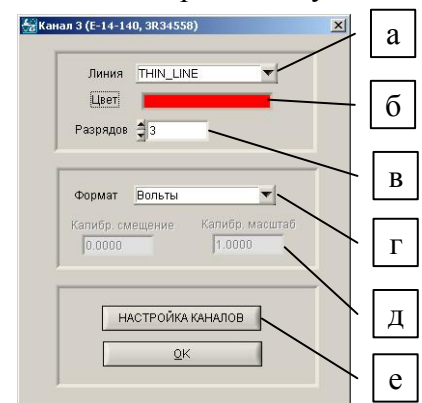 Канал 3 (E-14-140, 3R34558)
а
Линия THIN_LINE
Цвет
б
Разрядов 3
в
Формат Вольты
г
Калибр. смещение Калибр. масштаб
0.0000 1.0000
д
НАСТРОЙКА КАНАЛОВ
OK
е